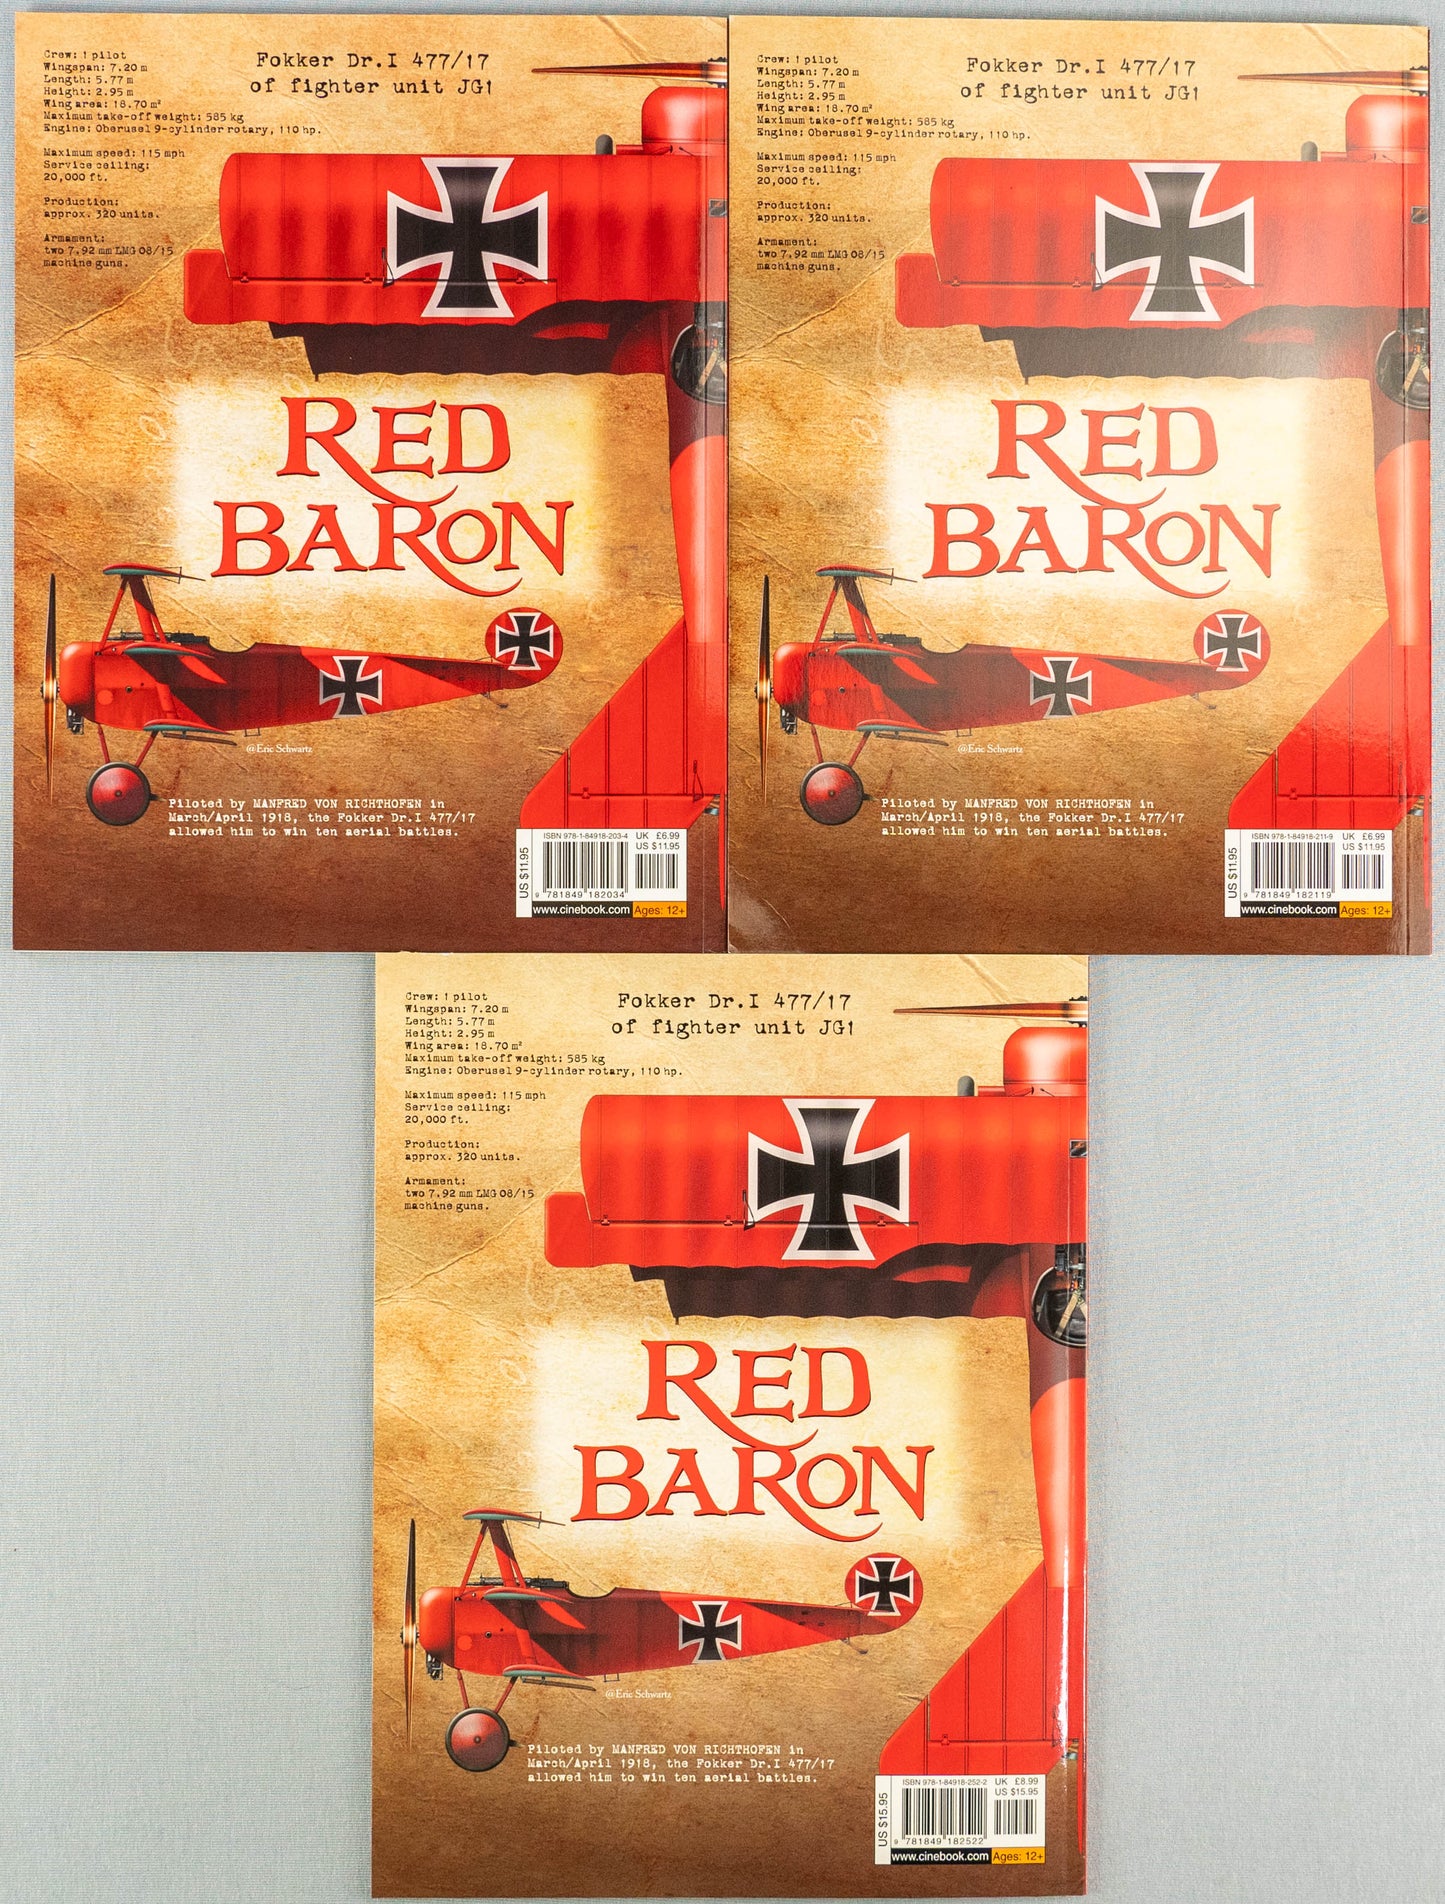 Crew: 1 pilot
Wingspan: 7.20 m
Length: 5.77 m
Height: 2.95 m
Wing area: 18.70 m²
Maximum take-off weight: 585 kg
Engine: Oberusel 9-cylinder rotary, 110 hp.
Maximum speed: 115 mph
Service ceiling:
20,000 ft.
Production:
approx. 320 units.
Armament:
two 7.92 mm LMG 08/15
machine guns.
Fokker Dr.I 477/17
of fighter unit JG1
RED
BARON
@Eric Schwartz
Piloted by MANFRED VON RICHTHOFEN in
March/April 1918, the Fokker Dr.I 477/17
allowed him to win ten aerial battles.
ISBN 978-1-84918-203-4 UK £6.99
US $11.95
US $11.95
9 781849 182034
www.cinebook.com Ages: 12+
Crew: 1 pilot
Wingspan: 7.20 m
Length: 5.77 m
Height: 2.95 m
Wing area: 18.70 m²
Maximum take-off weight: 585 kg
Engine: Oberusel 9-cylinder rotary, 110 hp.
Maximum speed: 115 mph
Service ceiling:
20,000 ft.
Production:
approx. 320 units.
Armament:
two 7.92 mm LMG 08/15
machine guns.
Fokker Dr.I 477/17
of fighter unit JG1
RED
BARON
@Eric Schwartz
Piloted by MANFRED VON RICHTHOFEN in
March/April 1918, the Fokker Dr.I 477/17
allowed him to win ten aerial battles.
ISBN 978-1-84918-211-9 UK £6.99
US $11.95
US $11.95
9 781849 182119
www.cinebook.com Ages: 12+
Crew: 1 pilot
Wingspan: 7.20 m
Length: 5.77 m
Height: 2.95 m
Wing area: 18.70 m²
Maximum take-off weight: 585 kg
Engine: Oberusel 9-cylinder rotary, 110 hp.
Maximum speed: 115 mph
Service ceiling:
20,000 ft.
Production:
approx. 320 units.
Armament:
two 7.92 mm LMG 08/15
machine guns.
Fokker Dr.I 477/17
of fighter unit JG1
RED
BARON
@Eric Schwartz
Piloted by MANFRED VON RICHTHOFEN in
March/April 1918, the Fokker Dr.I 477/17
allowed him to win ten aerial battles.
ISBN 978-1-84918-252-2 UK £8.99
US $15.95
US $15.95
9 781849 182522
www.cinebook.com Ages: 12+